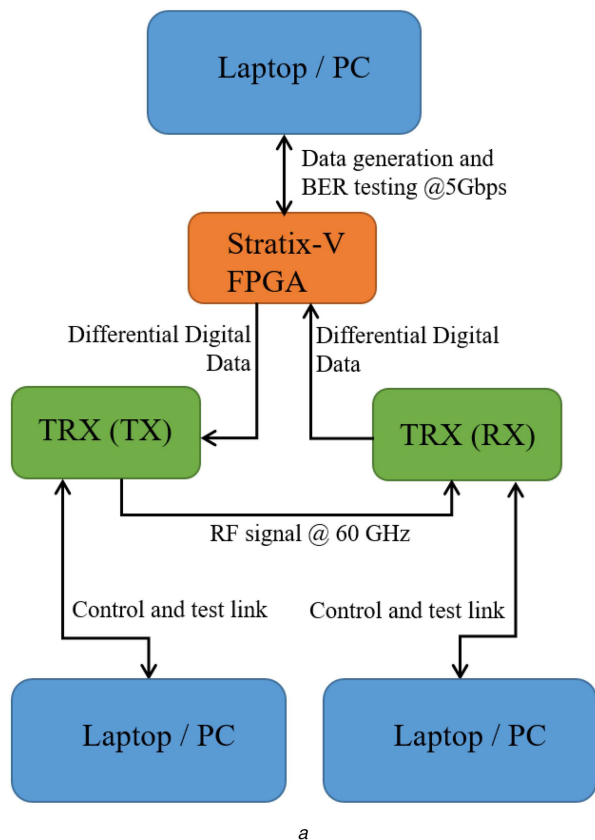 Laptop / PC
Data generation and
BER testing @5Gbps
Stratix-V
FPGA
Differential Digital
Data
Differential Digital
Data
TRX (TX)
TRX (RX)
RF signal @ 60 GHz
Control and test link
Control and test link
Laptop / PC
Laptop / PC
a